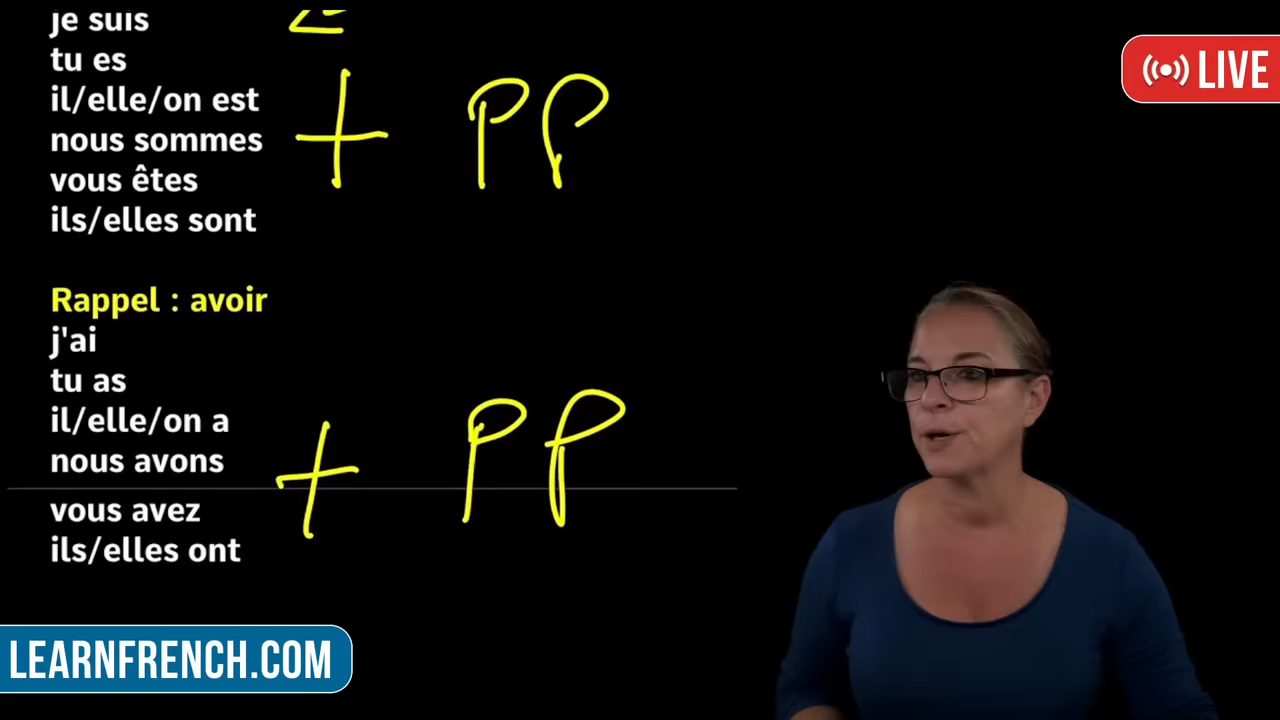 je suis
tu es
il/elle/on est
nous sommes
vous êtes
ils/elles sont
+ PP
Rappel : avoir
j'ai
tu as
il/elle/on a
nous avons
vous avez
ils/elles ont
+ PP
LIVE
LEARNFRENCH.COM